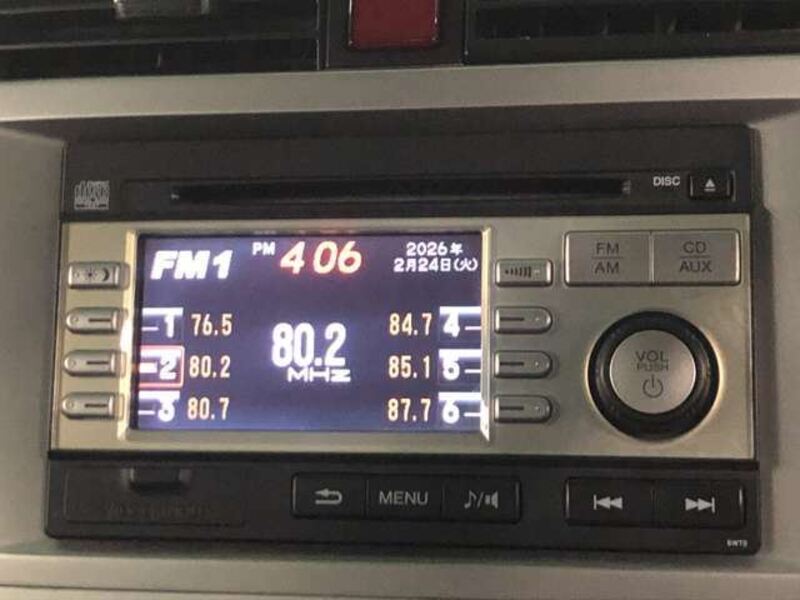 DISC
FM1 PM 4 06 2026年
2月24日(火)
FM
AM
CD
AUX
1 76.5
2 80.2
3 80.7
80.2
MHz
84.7 4
85.1 5
87.7 6
VOL
PUSH
MENU